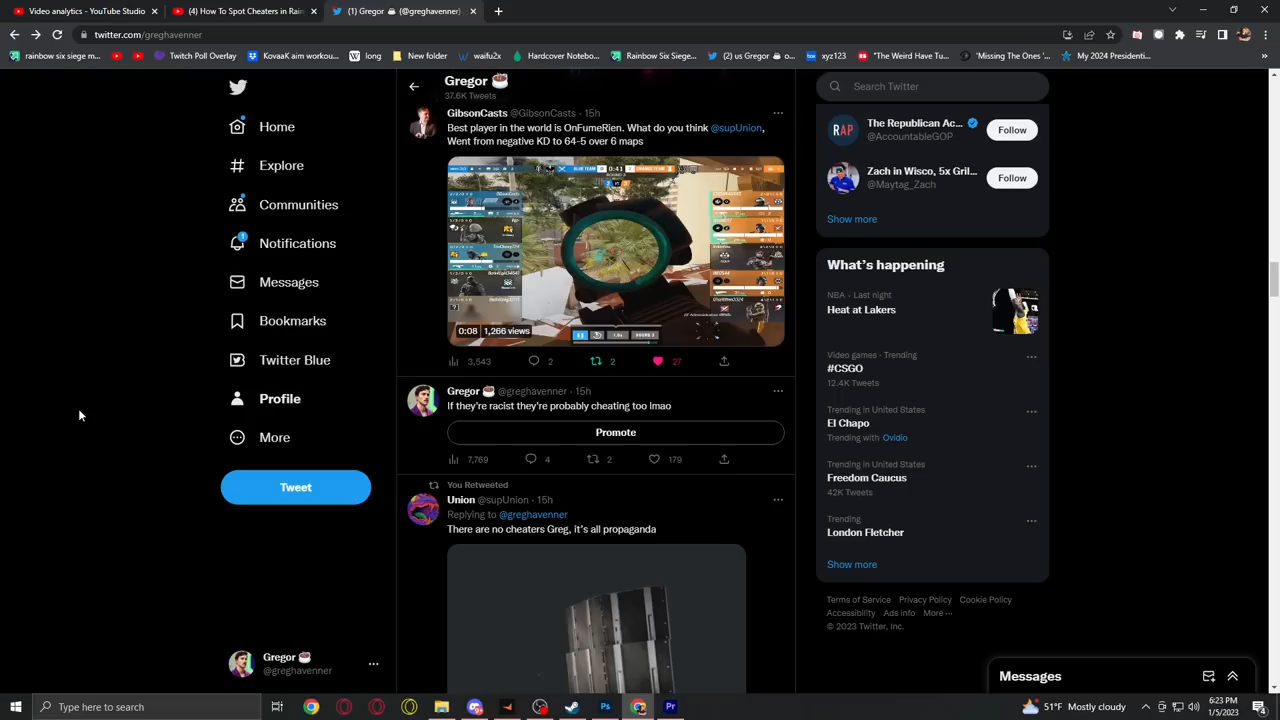 Video analytics - YouTube Studio
(4) How To Spot Cheaters in Rain
(1) Gregor ☕ (@greghavenner)
twitter.com/greghavenner
rainbow six siege m...
Twitch Poll Overlay
KovaaK aim workou...
long
New folder
waifu2x
Hardcover Notebo...
Rainbow Six Siege...
(2) us Gregor ☕ o...
xyz123
"The Weird Have Tu...
'Missing The Ones '...
My 2024 Presidenti...
Home
Explore
Communities
1
Notifications
Messages
Bookmarks
Twitter Blue
Profile
More
Tweet
Gregor ☕
@greghavenner
Gregor ☕
37.6K Tweets
GibsonCasts @GibsonCasts · 15h
Best player in the world is OnFumeRien. What do you think @supUnion,
Went from negative KD to 64-5 over 6 maps
BLUE TEAM
0:41
0:08 | 1,266 views
3,543 2 2 27
Gregor ☕ @greghavenner · 15h
If they're racist they're probably cheating too lmao
Promote
7,769 4 2 179
You Retweeted
Union @supUnion · 15h
Replying to @greghavenner
There are no cheaters Greg, it's all propaganda
Search Twitter
RAP
The Republican Ac...
@AccountableGOP
Follow
Zach in Wisco, 5x Gril...
@Maytag_Zach
Follow
Show more
What's happening
NBA · Last night
Heat at Lakers
Video games · Trending
#CSGO
12.4K Tweets
Trending in United States
El Chapo
Trending with Ovidio
Trending in United States
Freedom Caucus
42K Tweets
Trending
London Fletcher
Show more
Terms of Service Privacy Policy Cookie Policy
Accessibility Ads info More ···
© 2023 Twitter, Inc.
Messages
Type here to search
51°F Mostly cloudy
6:23 PM
1/5/2023